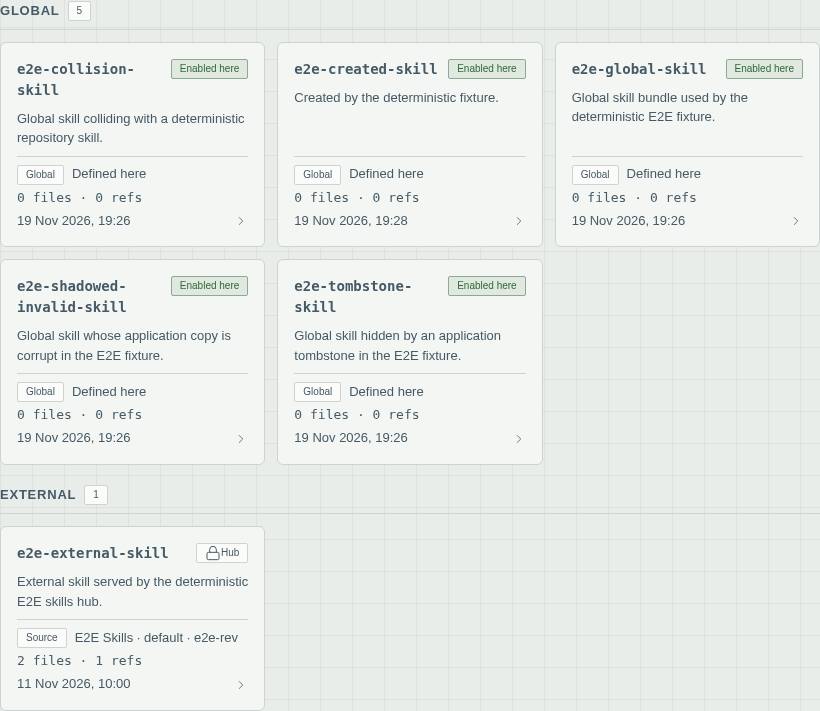 GLOBAL 5
e2e-collision-
skill
Enabled here
Global skill colliding with a deterministic
repository skill.
Global Defined here
0 files · 0 refs
19 Nov 2026, 19:26
e2e-created-skill
Enabled here
Created by the deterministic fixture.
Global Defined here
0 files · 0 refs
19 Nov 2026, 19:28
e2e-global-skill
Enabled here
Global skill bundle used by the
deterministic E2E fixture.
Global Defined here
0 files · 0 refs
19 Nov 2026, 19:26
e2e-shadowed-
invalid-skill
Enabled here
Global skill whose application copy is
corrupt in the E2E fixture.
Global Defined here
0 files · 0 refs
19 Nov 2026, 19:26
e2e-tombstone-
skill
Enabled here
Global skill hidden by an application
tombstone in the E2E fixture.
Global Defined here
0 files · 0 refs
19 Nov 2026, 19:26
EXTERNAL 1
e2e-external-skill
Hub
External skill served by the deterministic
E2E skills hub.
Source E2E Skills · default · e2e-rev
2 files · 1 refs
11 Nov 2026, 10:00